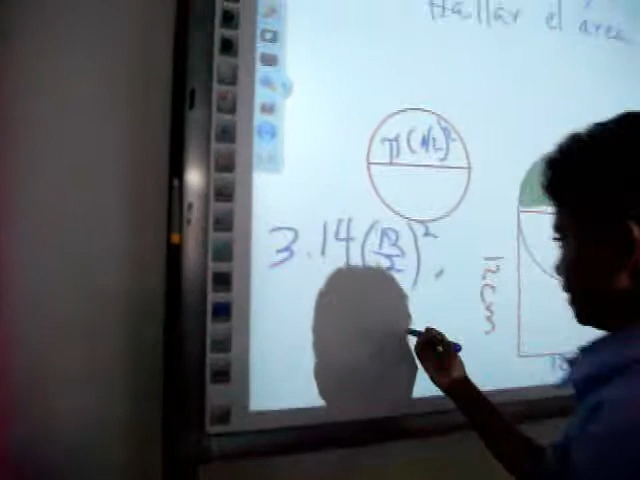 Hallar el área
π(d/2)²
3.14(12/2)²
12cm